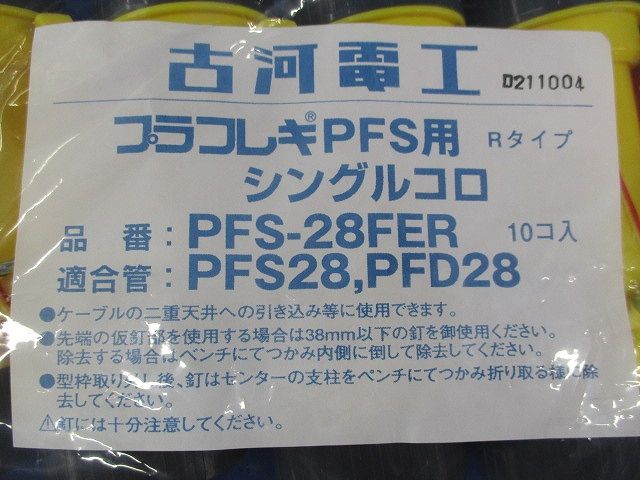 古河電工
D211004
プラフレキ®PFS用 Rタイプ
シングルコロ
品番：PFS-28FER 10コ入
適合管：PFS28,PFD28
●ケーブルの二重天井への引き込み等に使用できます。
●先端の仮釘部を使用する場合は38mm以下の釘を御使用ください。
除去する場合はペンチにてつかみ内側に倒して除去してください。
●型枠取り外し後、釘はセンターの支柱をペンチにてつかみ折り取る様に除
去してください。
⚠釘には十分注意してください。